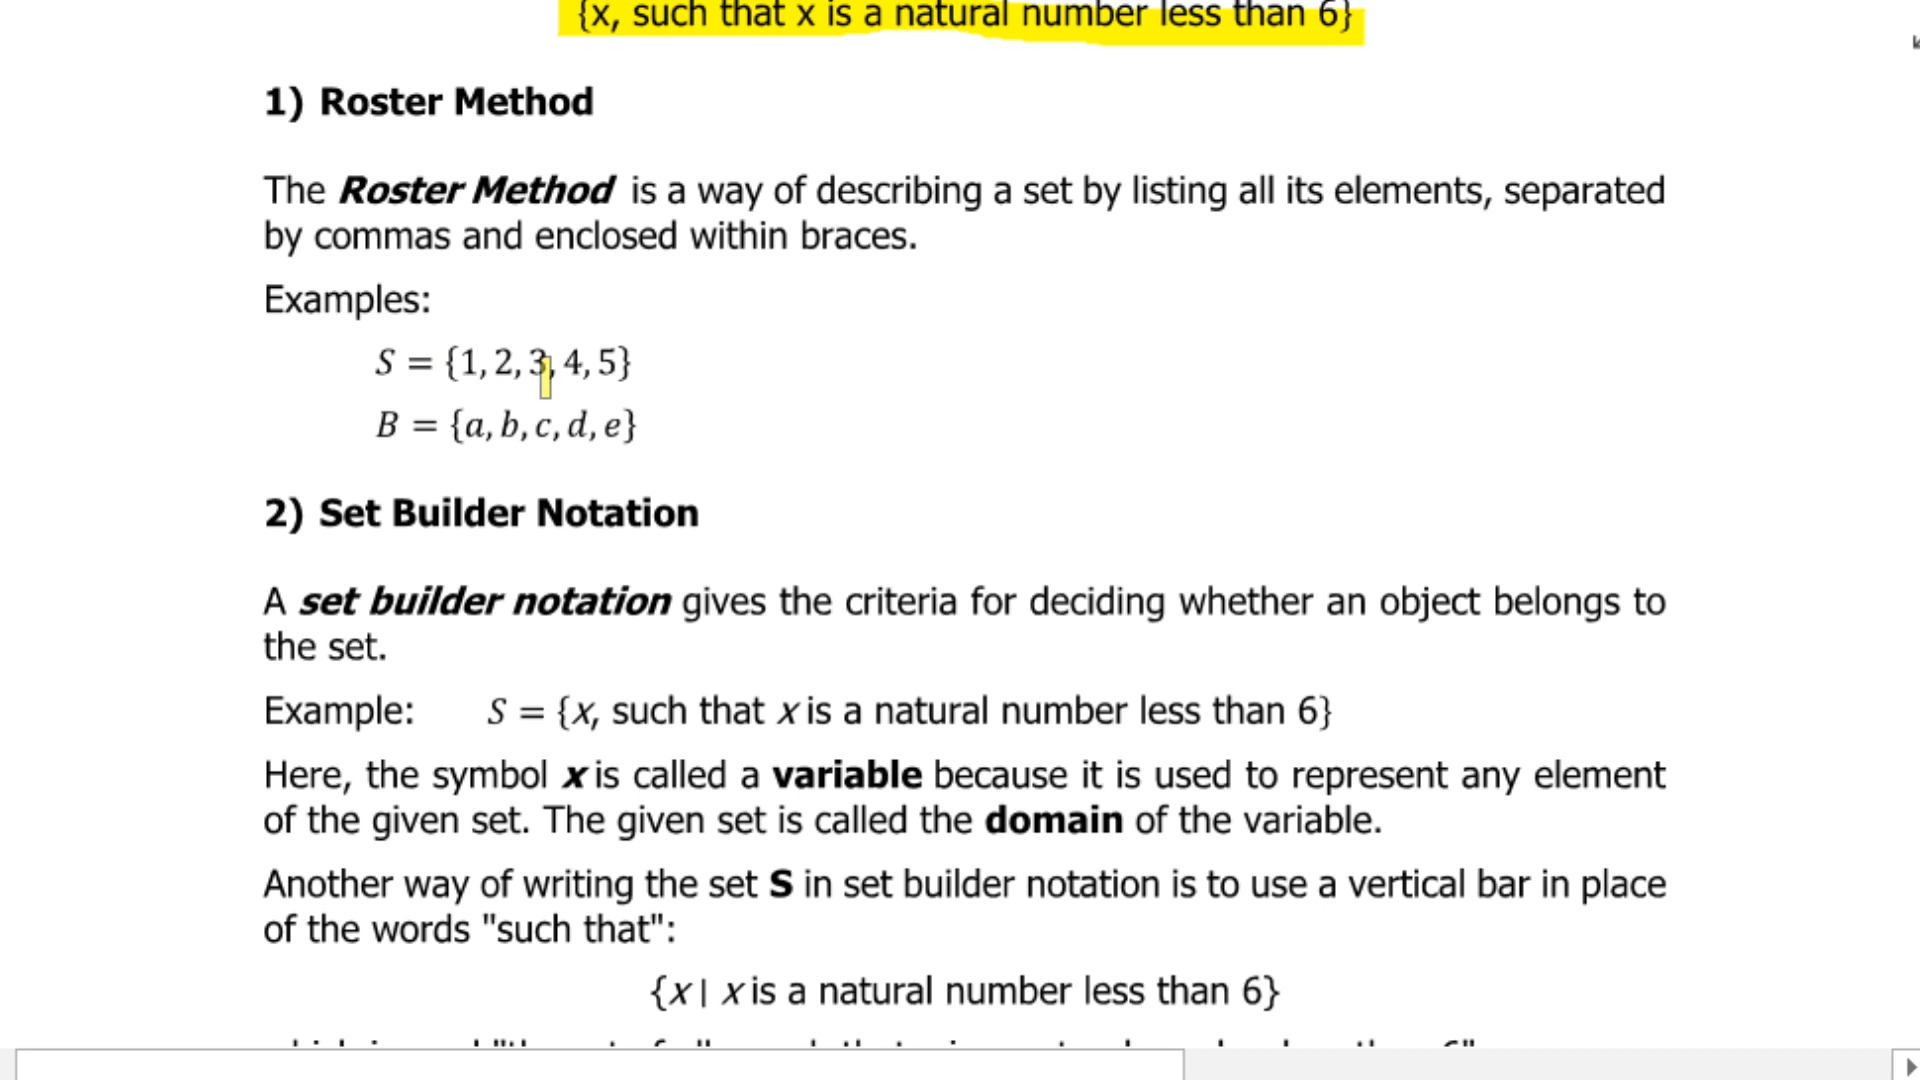 {x, such that x is a natural number less than 6}
1) Roster Method
The Roster Method is a way of describing a set by listing all its elements, separated
by commas and enclosed within braces.
Examples:
S = {1, 2, 3, 4, 5}
B = {a, b, c, d, e}
2) Set Builder Notation
A set builder notation gives the criteria for deciding whether an object belongs to
the set.
Example: S = {x, such that x is a natural number less than 6}
Here, the symbol x is called a variable because it is used to represent any element
of the given set. The given set is called the domain of the variable.
Another way of writing the set S in set builder notation is to use a vertical bar in place
of the words "such that":
{x | x is a natural number less than 6}